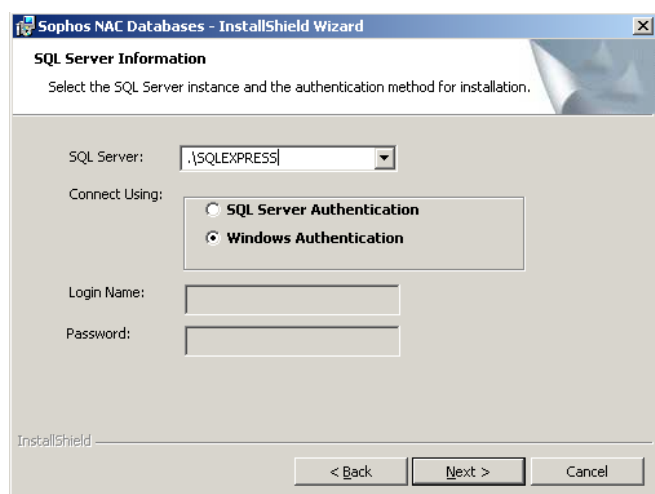 Sophos NAC Databases - InstallShield Wizard
SQL Server Information
Select the SQL Server instance and the authentication method for installation.
SQL Server:
.\SQLEXPRESS
Connect Using:
SQL Server Authentication
Windows Authentication
Login Name:
Password:
InstallShield
< Back
Next >
Cancel